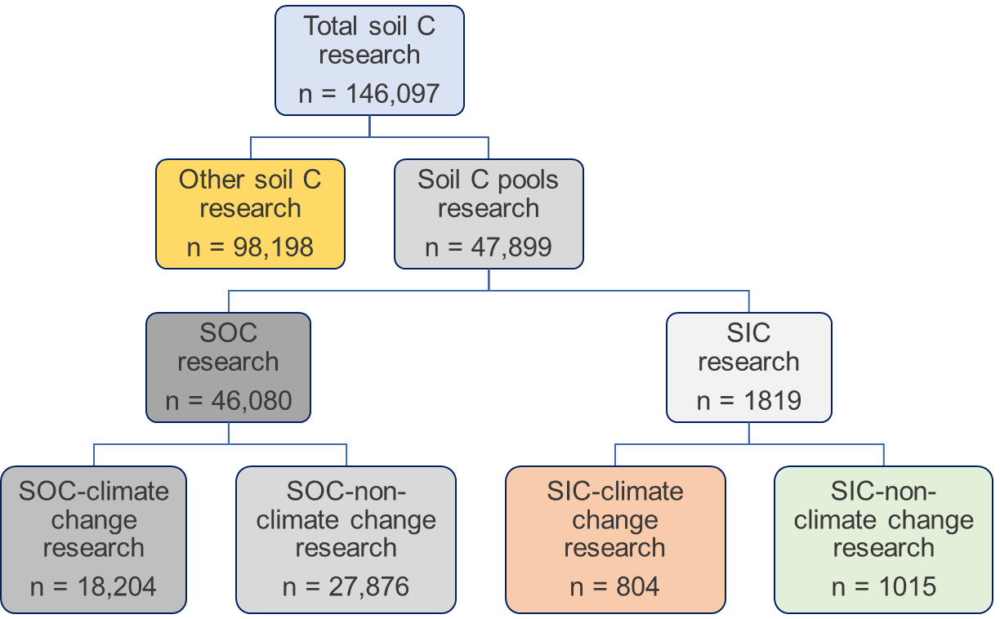 Total soil C
research
n = 146,097
Other soil C
research
n = 98,198
Soil C pools
research
n = 47,899
SOC
research
n = 46,080
SIC
research
n = 1819
SOC-climate
change
research
n = 18,204
SOC-non-
climate change
research
n = 27,876
SIC-climate
change
research
n = 804
SIC-non-
climate change
research
n = 1015